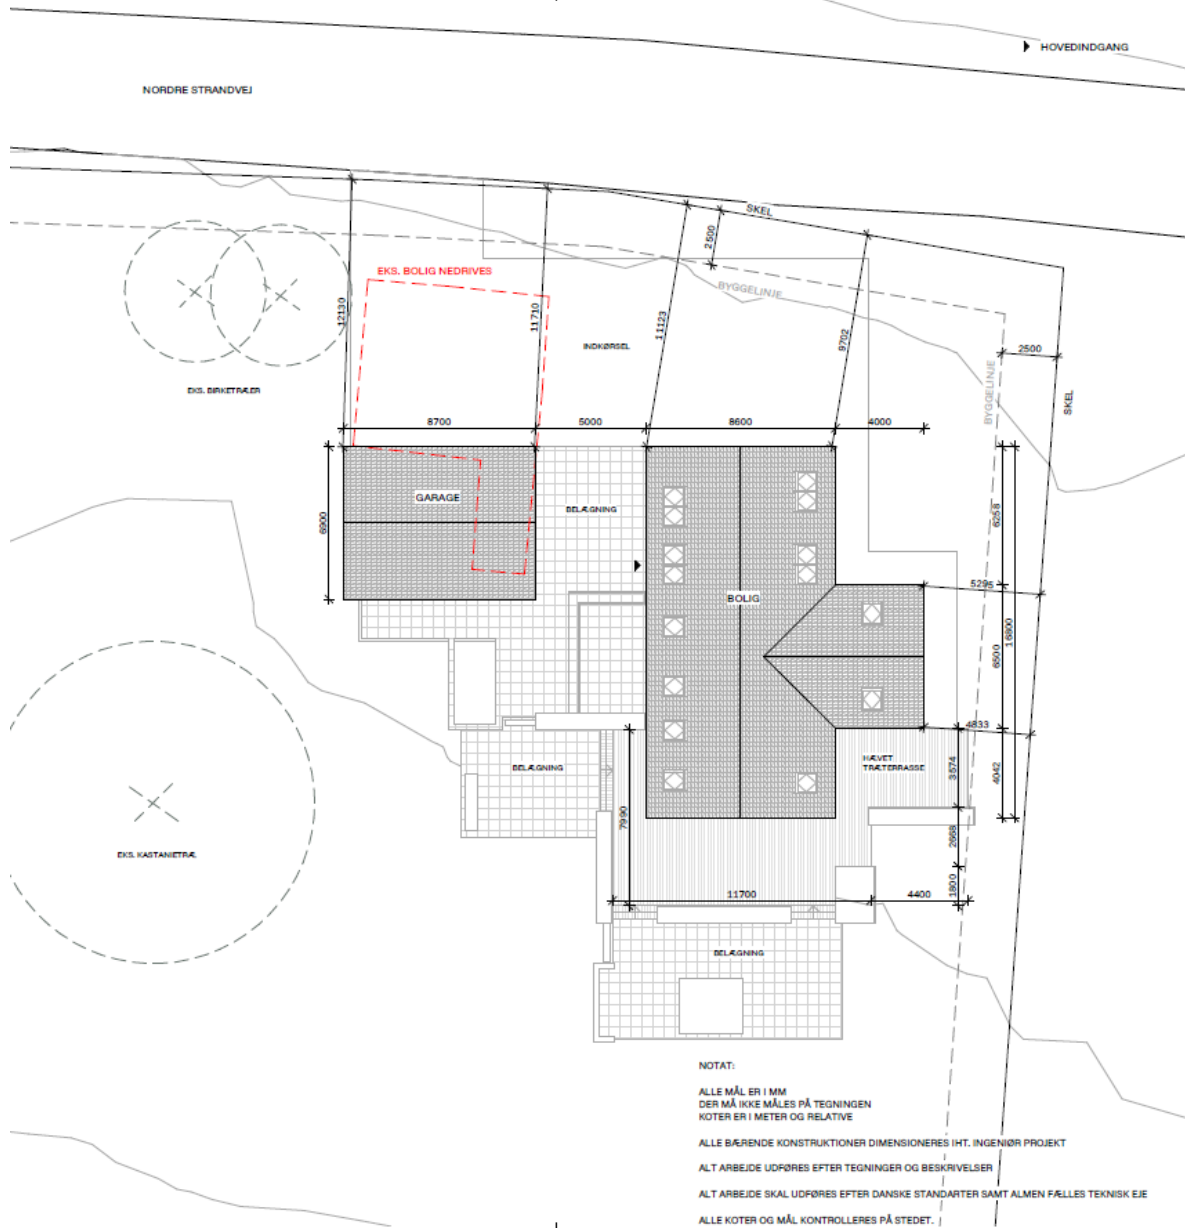 HOVEDINDGANG
NORDRE STRANDVEJ
SKEL
2500
EKS. BOLIG NEDRIVES
BYGGELINJE
12130
11710
11123
9702
INDKØRSEL
2500
BYGGELINJE
SKEL
EKS. BIRKETRÆER
8700
5000
8600
4000
GARAGE
BELÆGNING
6900
6258
BOLIG
5295
16800
6500
4833
HÆVET
TRÆTERRASSE
3574
4042
BELÆGNING
7990
2668
EKS. KASTANIETRÆ
11700
4400
1800
BELÆGNING
NOTAT:
ALLE MÅL ER I MM
DER MÅ IKKE MÅLES PÅ TEGNINGEN
KOTER ER I METER OG RELATIVE
ALLE BÆRENDE KONSTRUKTIONER DIMENSIONERES IHT. INGENIØR PROJEKT
ALT ARBEJDE UDFØRES EFTER TEGNINGER OG BESKRIVELSER
ALT ARBEJDE SKAL UDFØRES EFTER DANSKE STANDARTER SAMT ALMEN FÆLLES TEKNISK EJE
ALLE KOTER OG MÅL KONTROLLERES PÅ STEDET.